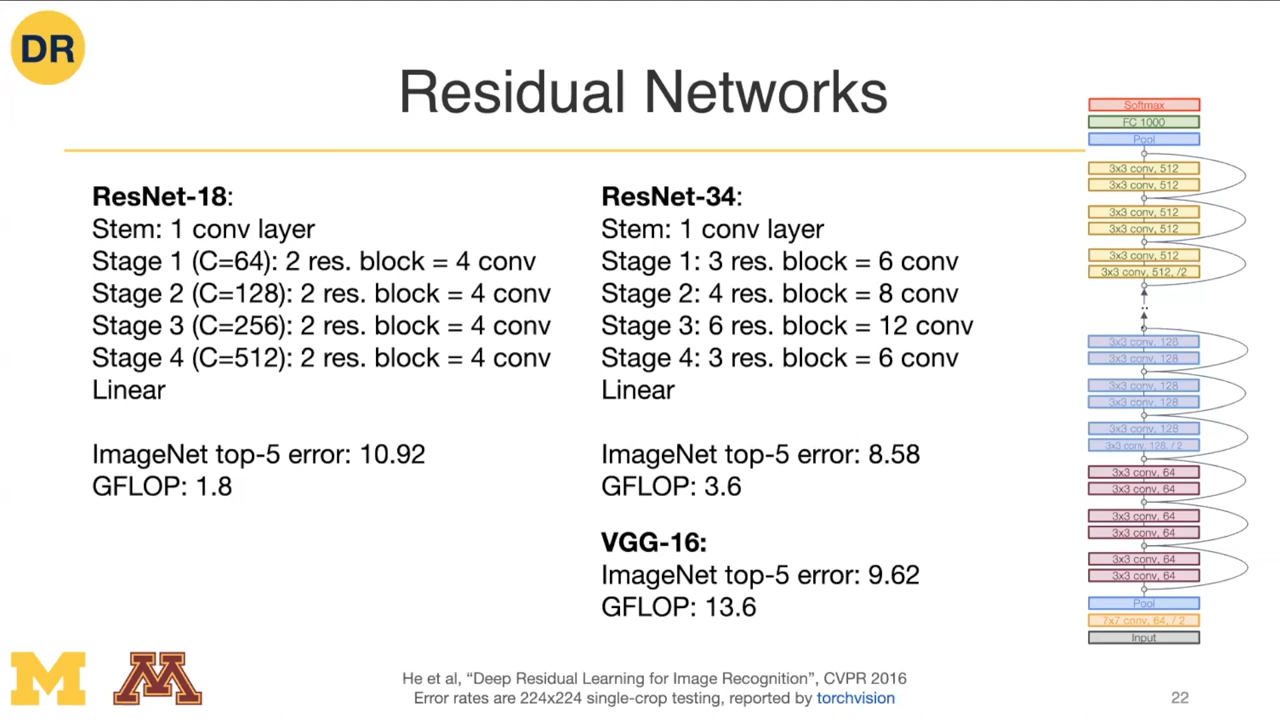 DR
Residual Networks
ResNet-18:
Stem: 1 conv layer
Stage 1 (C=64): 2 res. block = 4 conv
Stage 2 (C=128): 2 res. block = 4 conv
Stage 3 (C=256): 2 res. block = 4 conv
Stage 4 (C=512): 2 res. block = 4 conv
Linear
ImageNet top-5 error: 10.92
GFLOP: 1.8
ResNet-34:
Stem: 1 conv layer
Stage 1: 3 res. block = 6 conv
Stage 2: 4 res. block = 8 conv
Stage 3: 6 res. block = 12 conv
Stage 4: 3 res. block = 6 conv
Linear
ImageNet top-5 error: 8.58
GFLOP: 3.6
VGG-16:
ImageNet top-5 error: 9.62
GFLOP: 13.6
Softmax
FC 1000
Pool
3x3 conv, 512
3x3 conv, 512
3x3 conv, 512
3x3 conv, 512
3x3 conv, 512
3x3 conv, 512, /2
..
3x3 conv, 128
3x3 conv, 128
3x3 conv, 128
3x3 conv, 128
3x3 conv, 128
3x3 conv, 128, / 2
3x3 conv, 64
3x3 conv, 64
3x3 conv, 64
3x3 conv, 64
3x3 conv, 64
3x3 conv, 64
Pool
7x7 conv, 64, / 2
Input
M
M
He et al, “Deep Residual Learning for Image Recognition”, CVPR 2016
Error rates are 224x224 single-crop testing, reported by torchvision
22